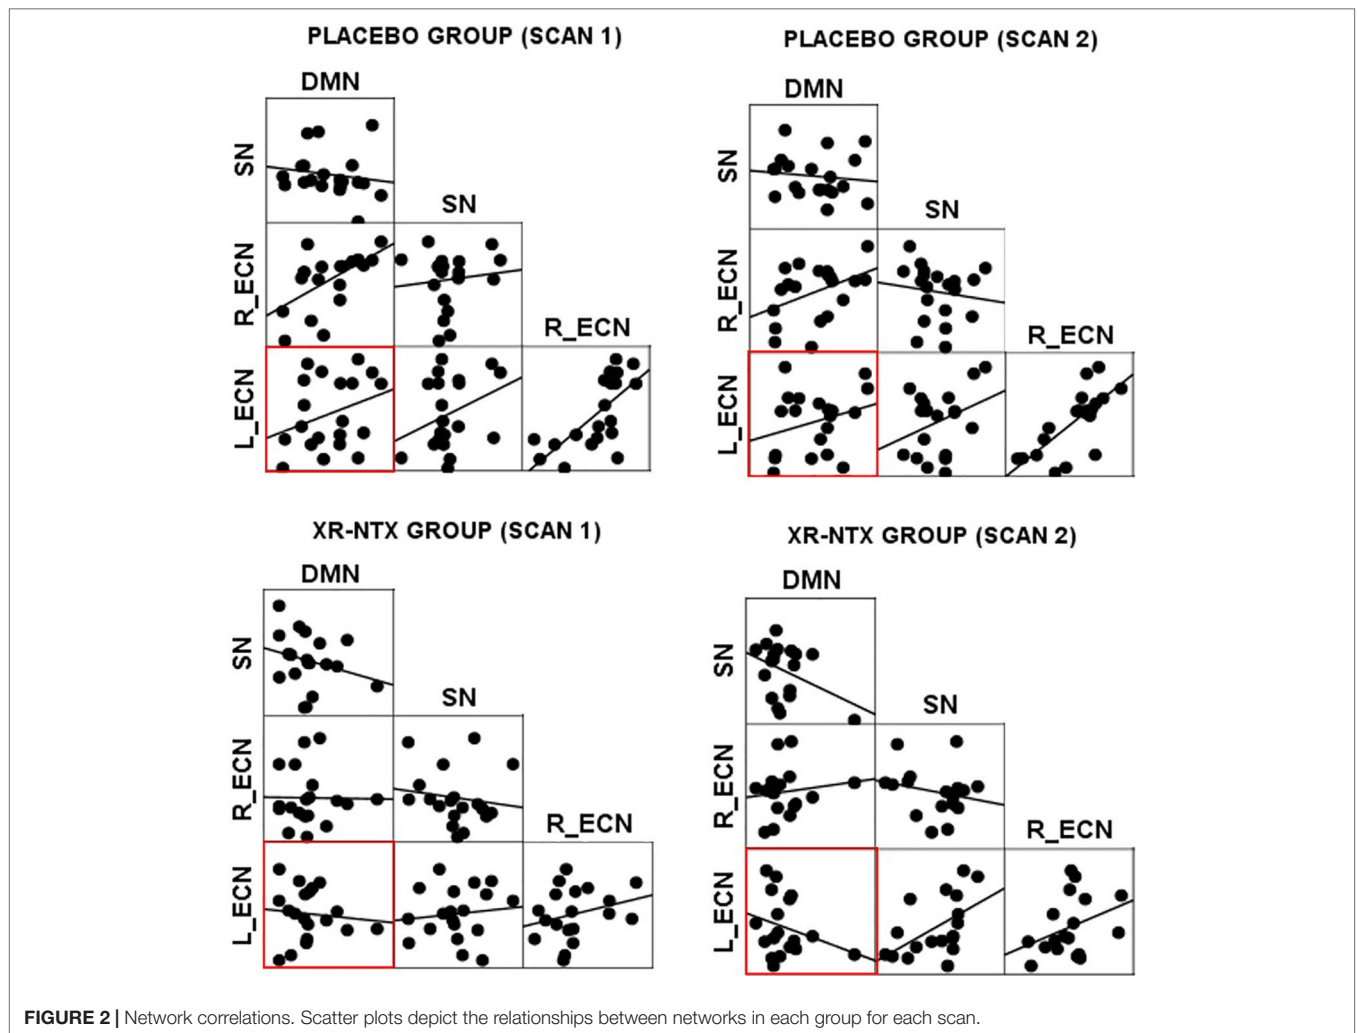 PLACEBO GROUP (SCAN 1)
DMN
SN
SN
R_ECN
R_ECN
L_ECN
PLACEBO GROUP (SCAN 2)
DMN
SN
SN
R_ECN
R_ECN
L_ECN
XR-NTX GROUP (SCAN 1)
DMN
SN
SN
R_ECN
R_ECN
L_ECN
XR-NTX GROUP (SCAN 2)
DMN
SN
SN
R_ECN
R_ECN
L_ECN
FIGURE 2 | Network correlations. Scatter plots depict the relationships between networks in each group for each scan.